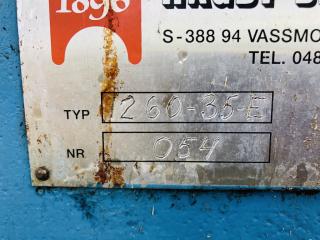 1896
S-388 94 VASSMO
TEL. 048
TYP 260-35-E
NR 054